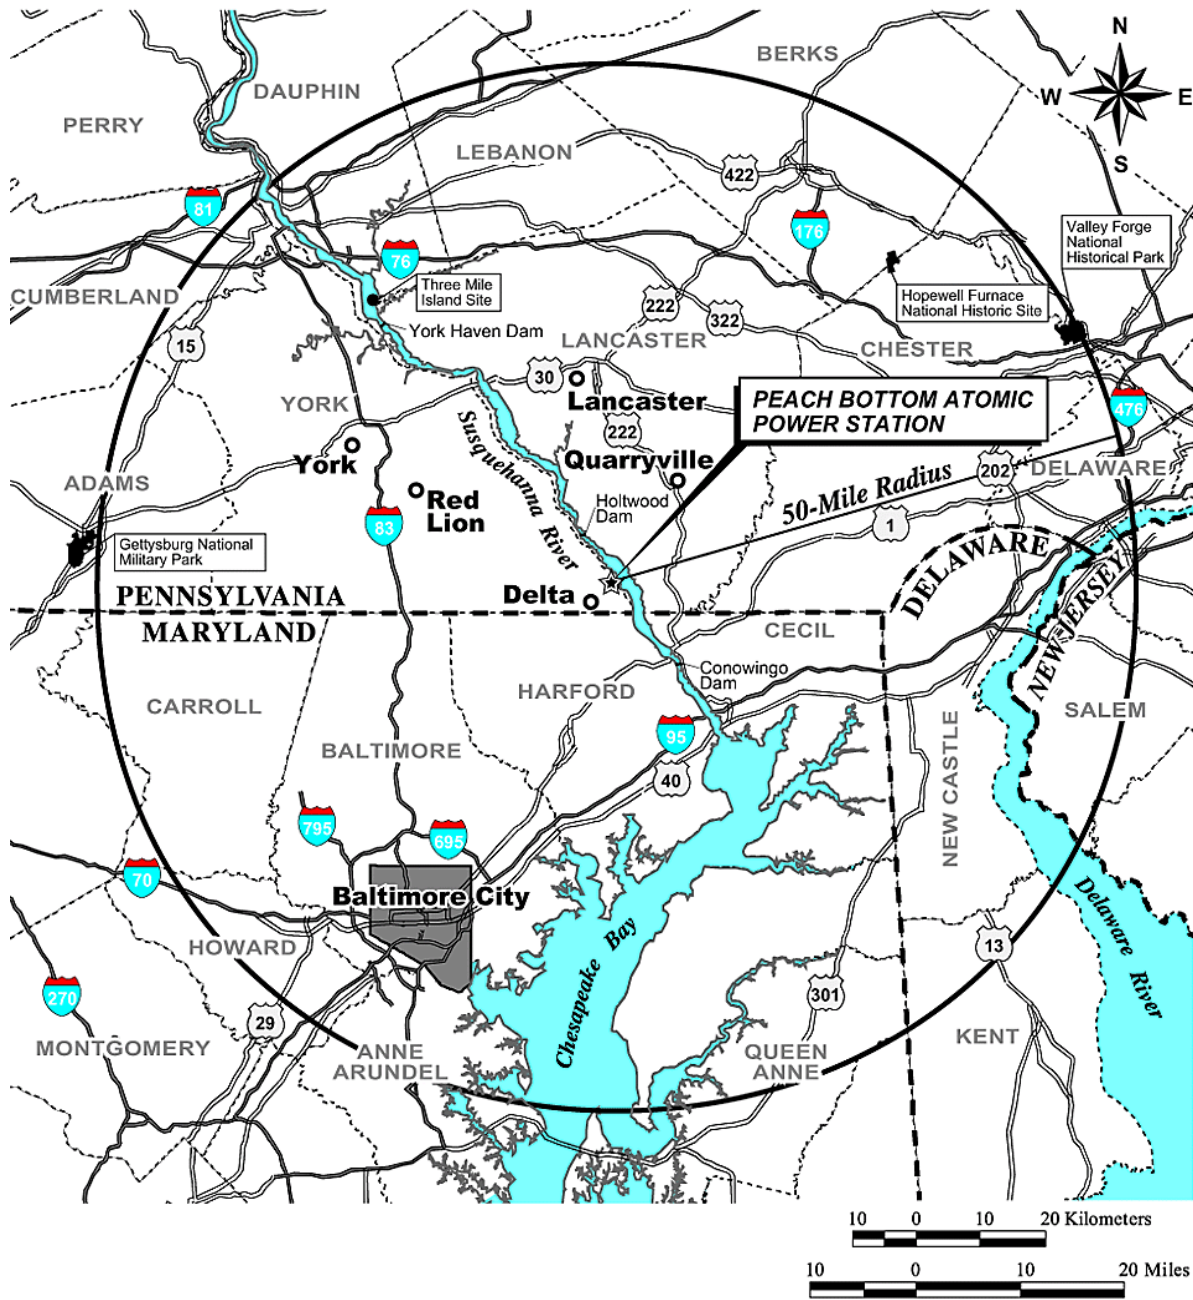 N
BERKS
DAUPHIN
W
E
PERRY
LEBANON
S
422
81
176
Valley Forge
National
Historical Park
76
Three Mile
Island Site
CUMBERLAND
Hopewell Furnace
National Historic Site
222
322
York Haven Dam
15
LANCASTER
CHESTER
30
PEACH BOTTOM ATOMIC
POWER STATION
YORK
Lancaster
476
Susquehanna River
222
York
Quarryville
202
DELAWARE
ADAMS
50-Mile Radius
Red
Lion
Holtwood
Dam
83
1
Gettysburg National
Military Park
DELAWARE
NEW JERSEY
PENNSYLVANIA
Delta
MARYLAND
CECIL
Conowingo
Dam
HARFORD
CARROLL
SALEM
95
BALTIMORE
40
NEW CASTLE
795
695
70
Baltimore City
Delaware River
Chesapeake Bay
HOWARD
13
270
301
29
KENT
MONTGOMERY
ANNE
ARUNDEL
QUEEN
ANNE
10 0 10 20 Kilometers
10 0 10 20 Miles